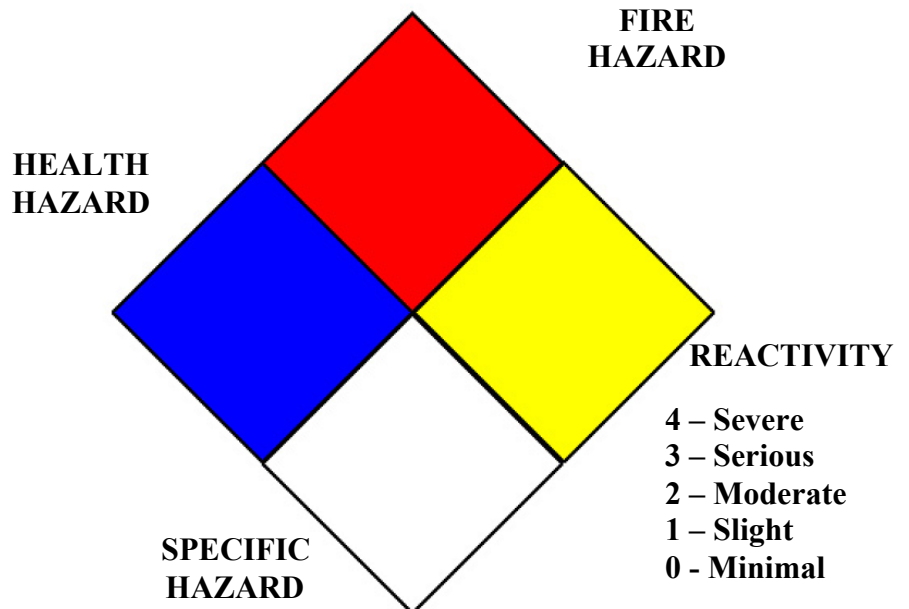 FIRE
HAZARD
HEALTH
HAZARD
REACTIVITY
4 – Severe
3 – Serious
2 – Moderate
1 – Slight
0 - Minimal
SPECIFIC
HAZARD